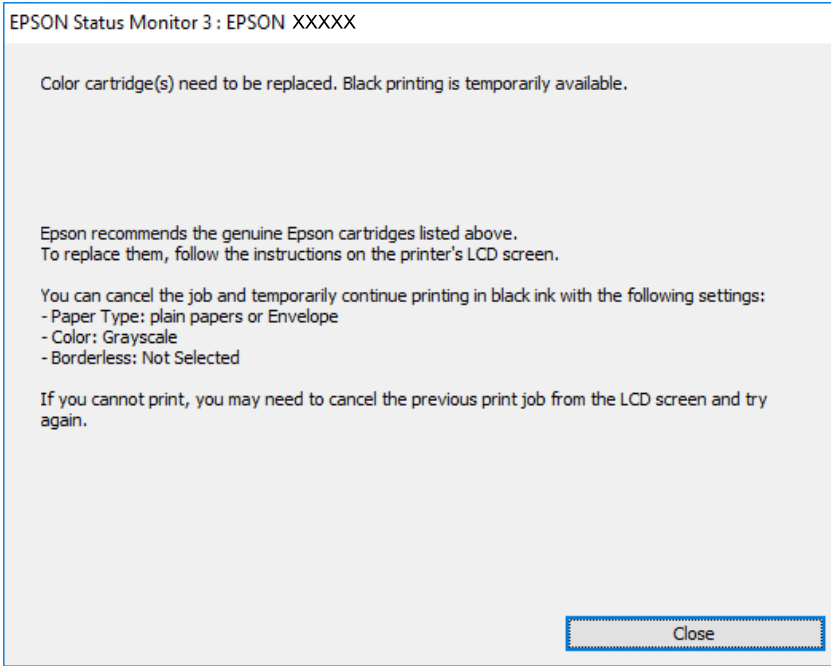 EPSON Status Monitor 3 : EPSON XXXXX
Color cartridge(s) need to be replaced. Black printing is temporarily available.
Epson recommends the genuine Epson cartridges listed above.
To replace them, follow the instructions on the printer's LCD screen.
You can cancel the job and temporarily continue printing in black ink with the following settings:
- Paper Type: plain papers or Envelope
- Color: Grayscale
- Borderless: Not Selected
If you cannot print, you may need to cancel the previous print job from the LCD screen and try
again.
Close